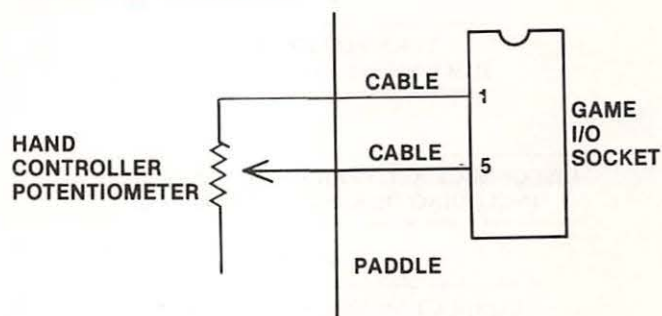 CABLE
1
GAME
I/O
SOCKET
HAND
CONTROLLER
POTENTIOMETER
CABLE
5
PADDLE